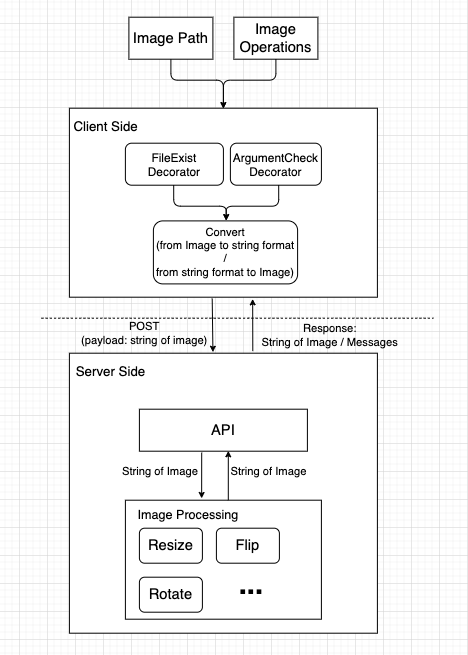 Image Path
Image
Operations
Client Side
FileExist
Decorator
ArgumentCheck
Decorator
Convert
(from Image to string format
/
from string format to Image)
POST
(payload: string of image)
Response:
String of Image / Messages
Server Side
API
String of Image
String of Image
Image Processing
Resize
Flip
Rotate
...